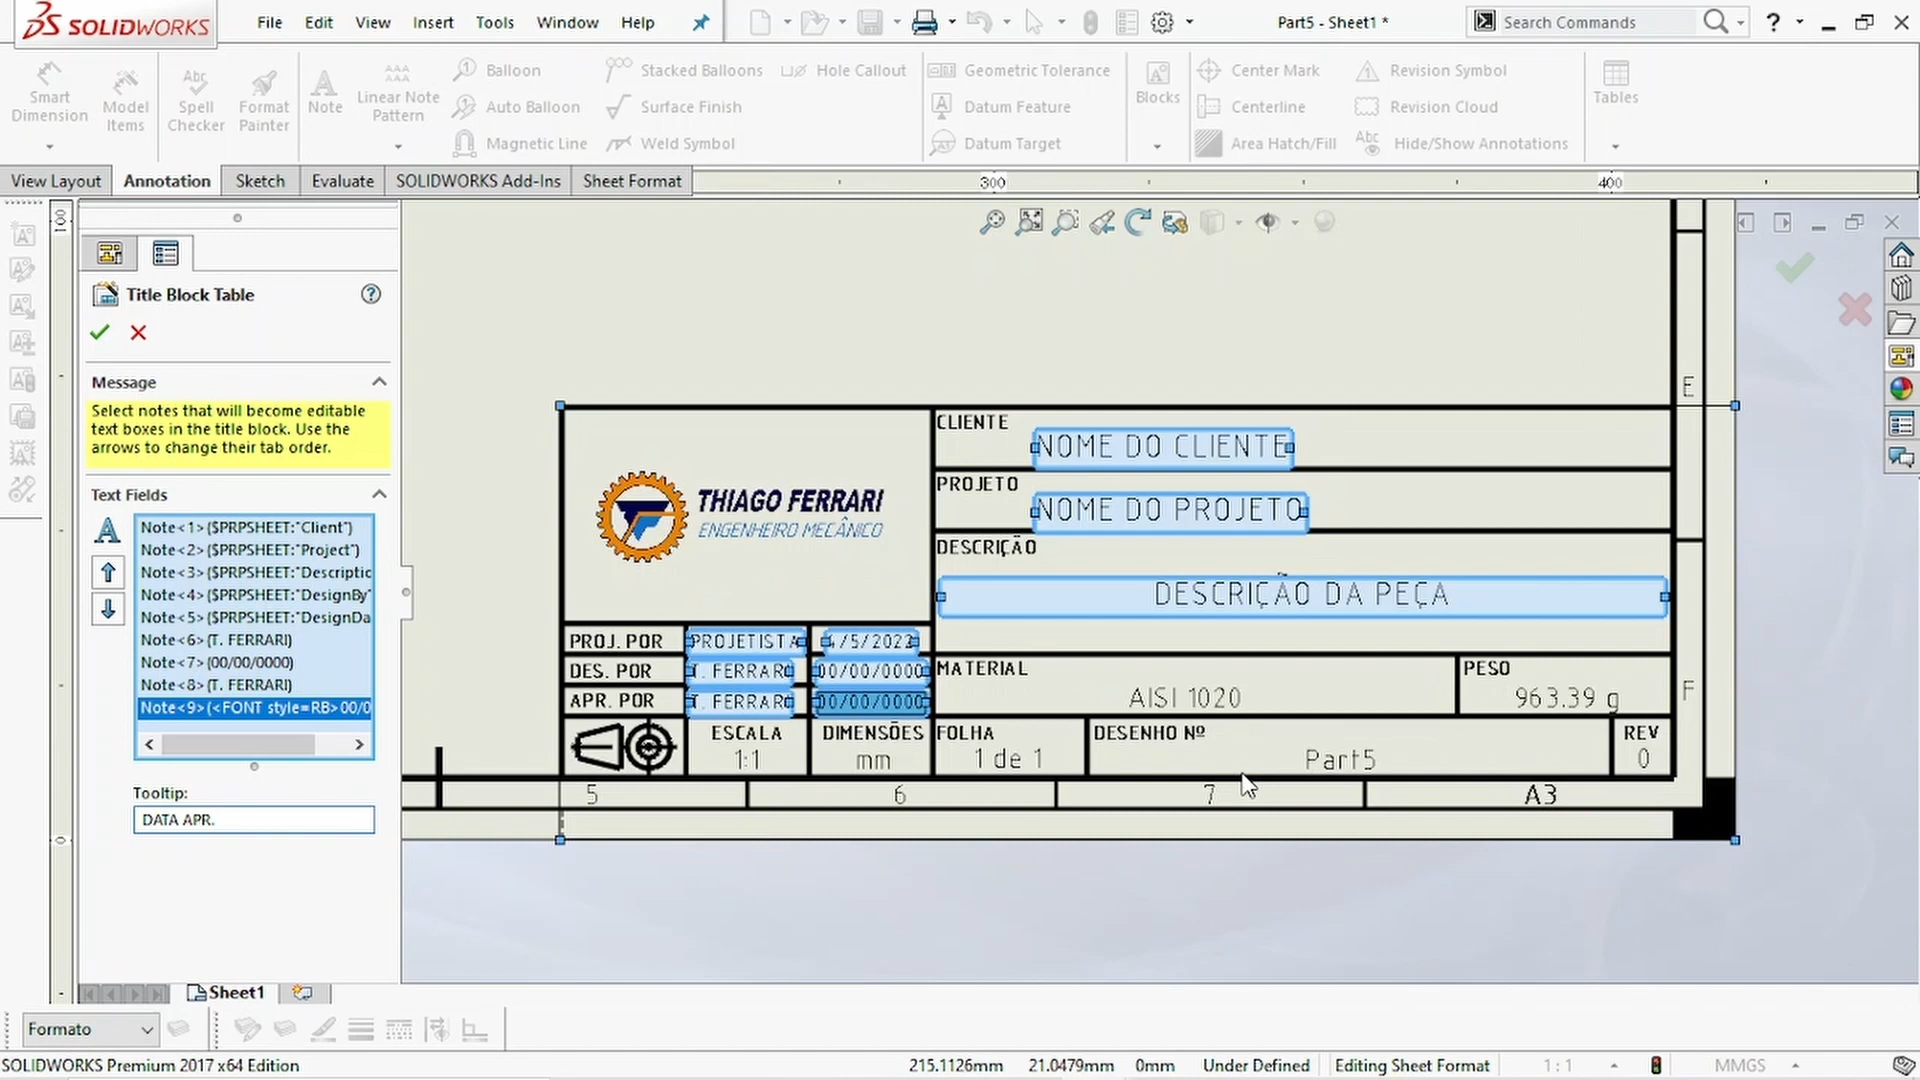 SOLIDWORKS
File Edit View Insert Tools Window Help
Part5 - Sheet1 *
Search Commands
Smart Dimension
Model Items
Spell Checker
Format Painter
Note
Linear Note Pattern
Balloon
Auto Balloon
Magnetic Line
Stacked Balloons
Surface Finish
Weld Symbol
Hole Callout
Geometric Tolerance
Datum Feature
Datum Target
Blocks
Center Mark
Centerline
Area Hatch/Fill
Revision Symbol
Revision Cloud
Hide/Show Annotations
Tables
View Layout Annotation Sketch Evaluate SOLIDWORKS Add-Ins Sheet Format
300 400
100
0
Title Block Table
Message
Select notes that will become editable
text boxes in the title block. Use the
arrows to change their tab order.
Text Fields
Note<1>($PRPSHEET:"Client")
Note<2>($PRPSHEET:"Project")
Note<3>($PRPSHEET:"Descriptic
Note<4>($PRPSHEET:"DesignBy"
Note<5>($PRPSHEET:"DesignDa
Note<6>(T. FERRARI)
Note<7>(00/00/0000)
Note<8>(T. FERRARI)
Note<9>(<FONT style=RB>00/0
Tooltip:
DATA APR.
THIAGO FERRARI
ENGENHEIRO MECÂNICO
CLIENTE
NOME DO CLIENTE
PROJETO
NOME DO PROJETO
DESCRIÇÃO
DESCRIÇÃO DA PEÇA
PROJ. POR PROJETISTA /5/2022
DES. POR T. FERRARI 00/00/0000
APR. POR T. FERRARI 00/00/0000
MATERIAL
AISI 1020
PESO
963.39 g
ESCALA
1:1
DIMENSÕES
mm
FOLHA
1 de 1
DESENHO Nº
Part5
REV
0
E
F
5 6 7 A3
Sheet1
Formato
SOLIDWORKS Premium 2017 x64 Edition
215.1126mm 21.0479mm 0mm Under Defined Editing Sheet Format 1 : 1 MMGS